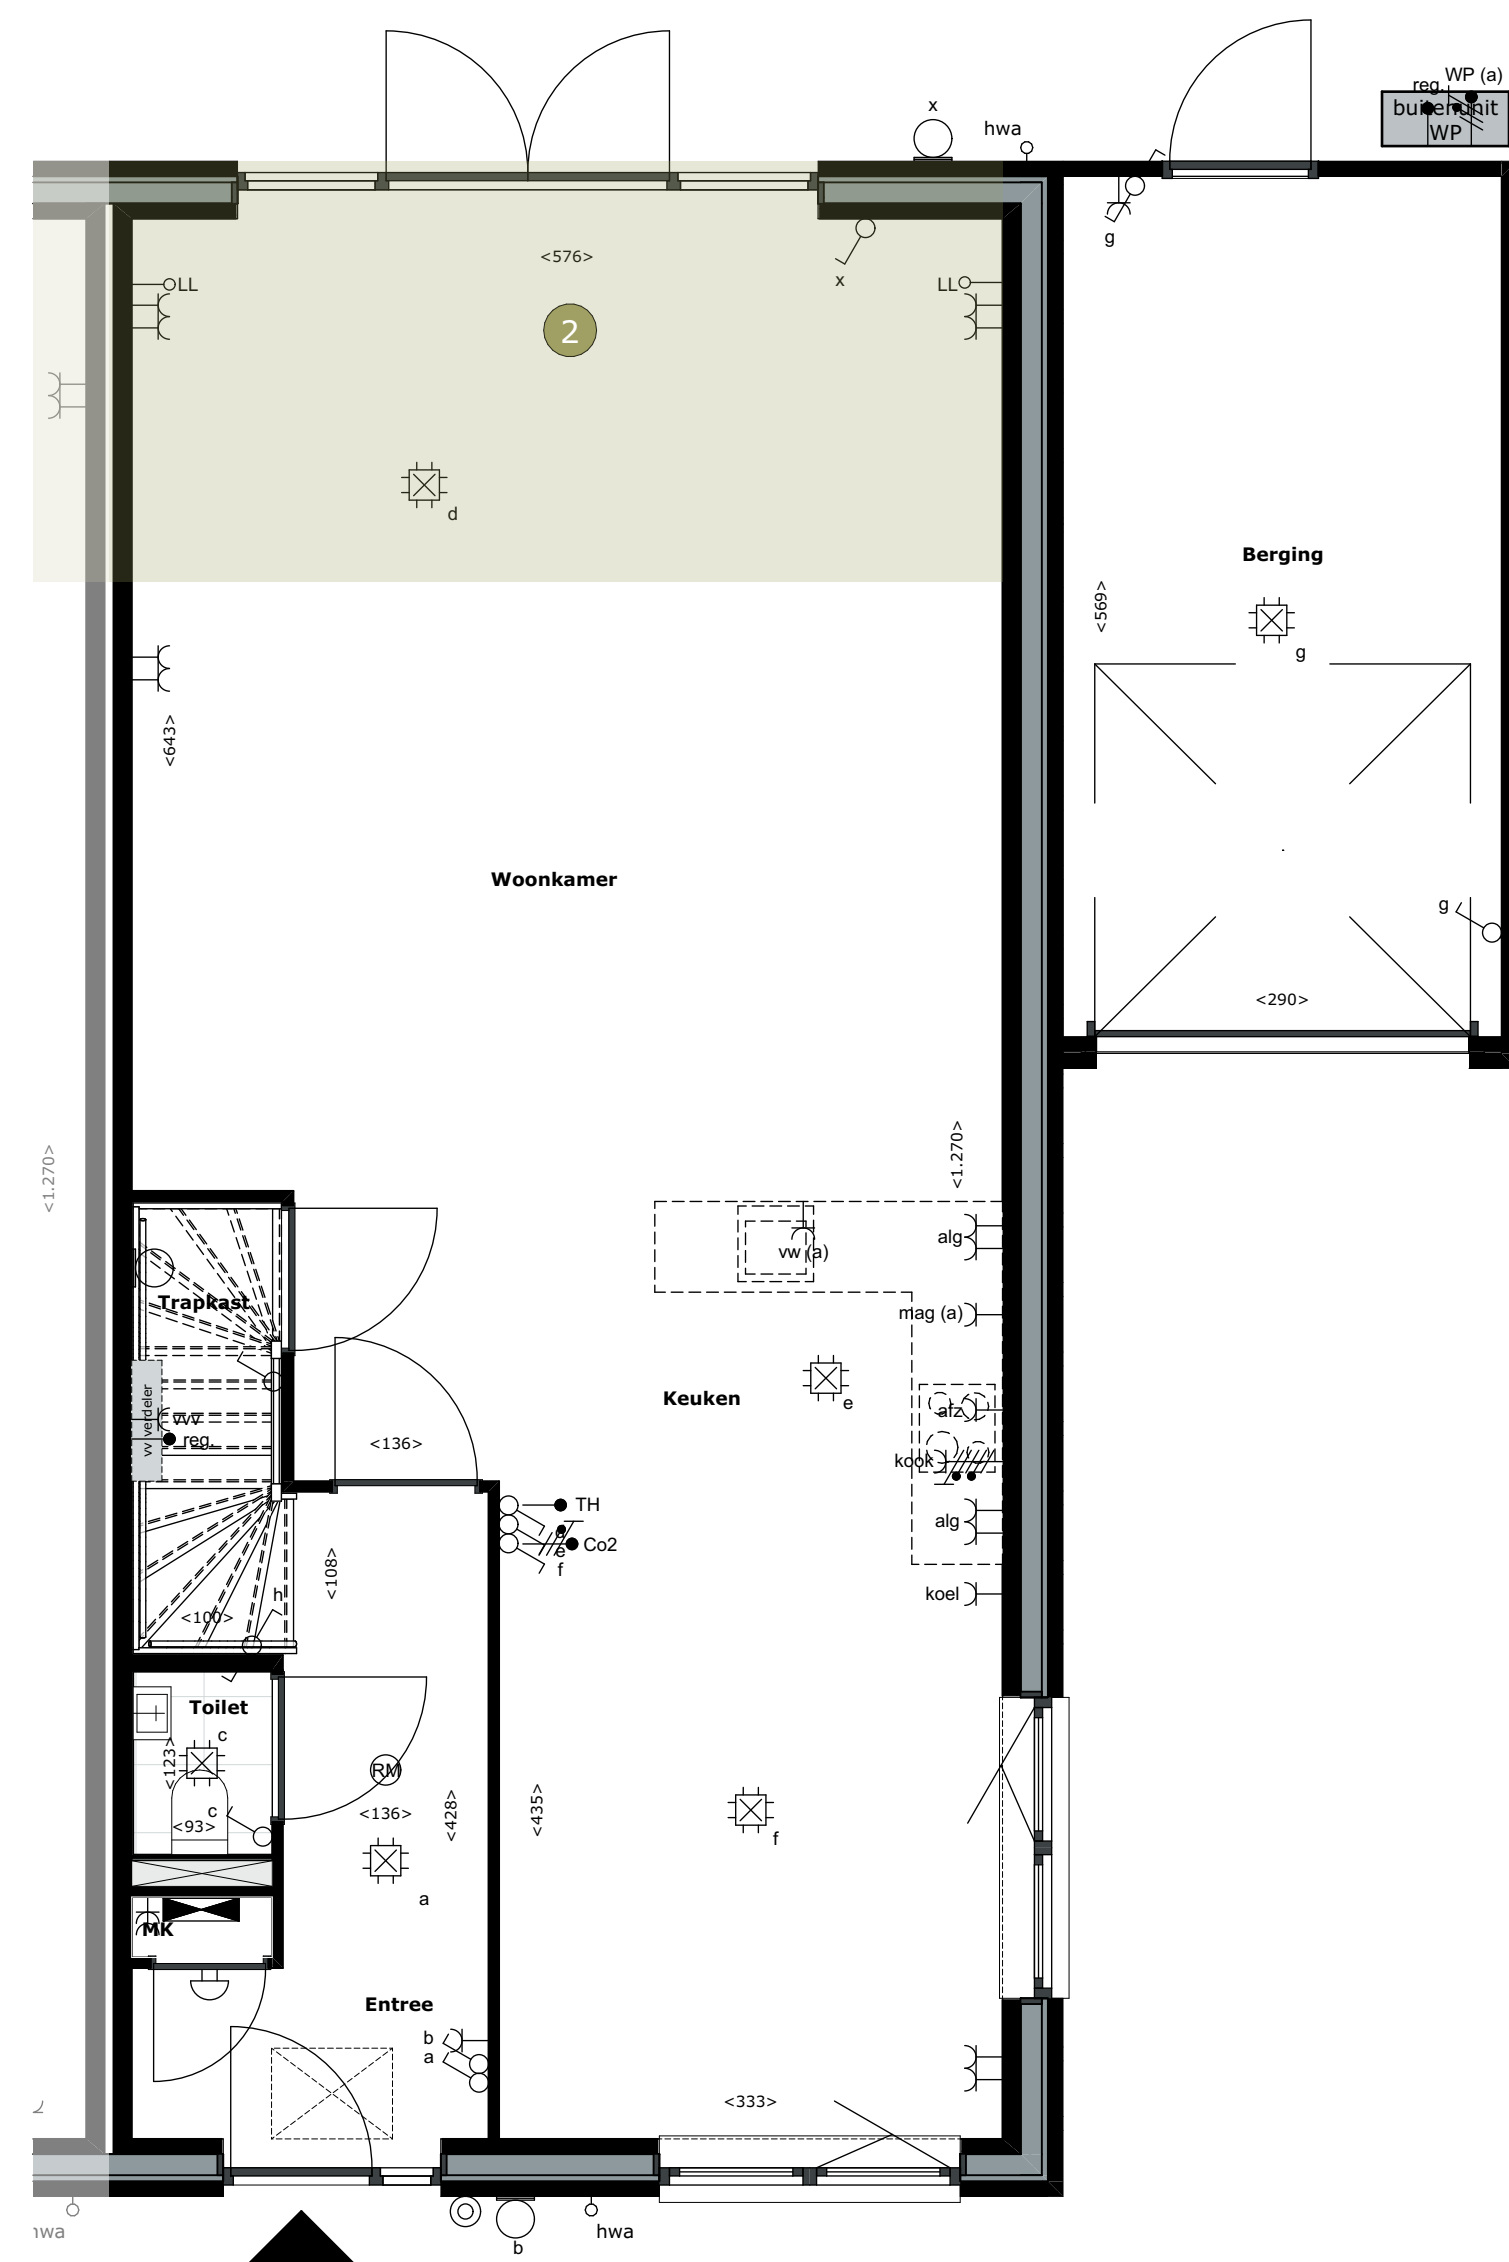 WP (a)
reg.
buitenunit
WP
x
hwa
g
<576>
x
LL
LL
2
d
Berging
<569>
g
<643>
Woonkamer
g
<290>
<1.270>
<1.270>
alg
vw (a)
Trapkast
mag (a)
Keuken
e
afz
vv verdeler
vvv
reg.
<136>
kook
TH
alg
e
Co2
f
<108>
h
koel
<100>
Toilet
c
<123>
RM
c
<136>
<428>
<435>
<93>
f
a
MK
Entree
b
a
<333>
hwa
b